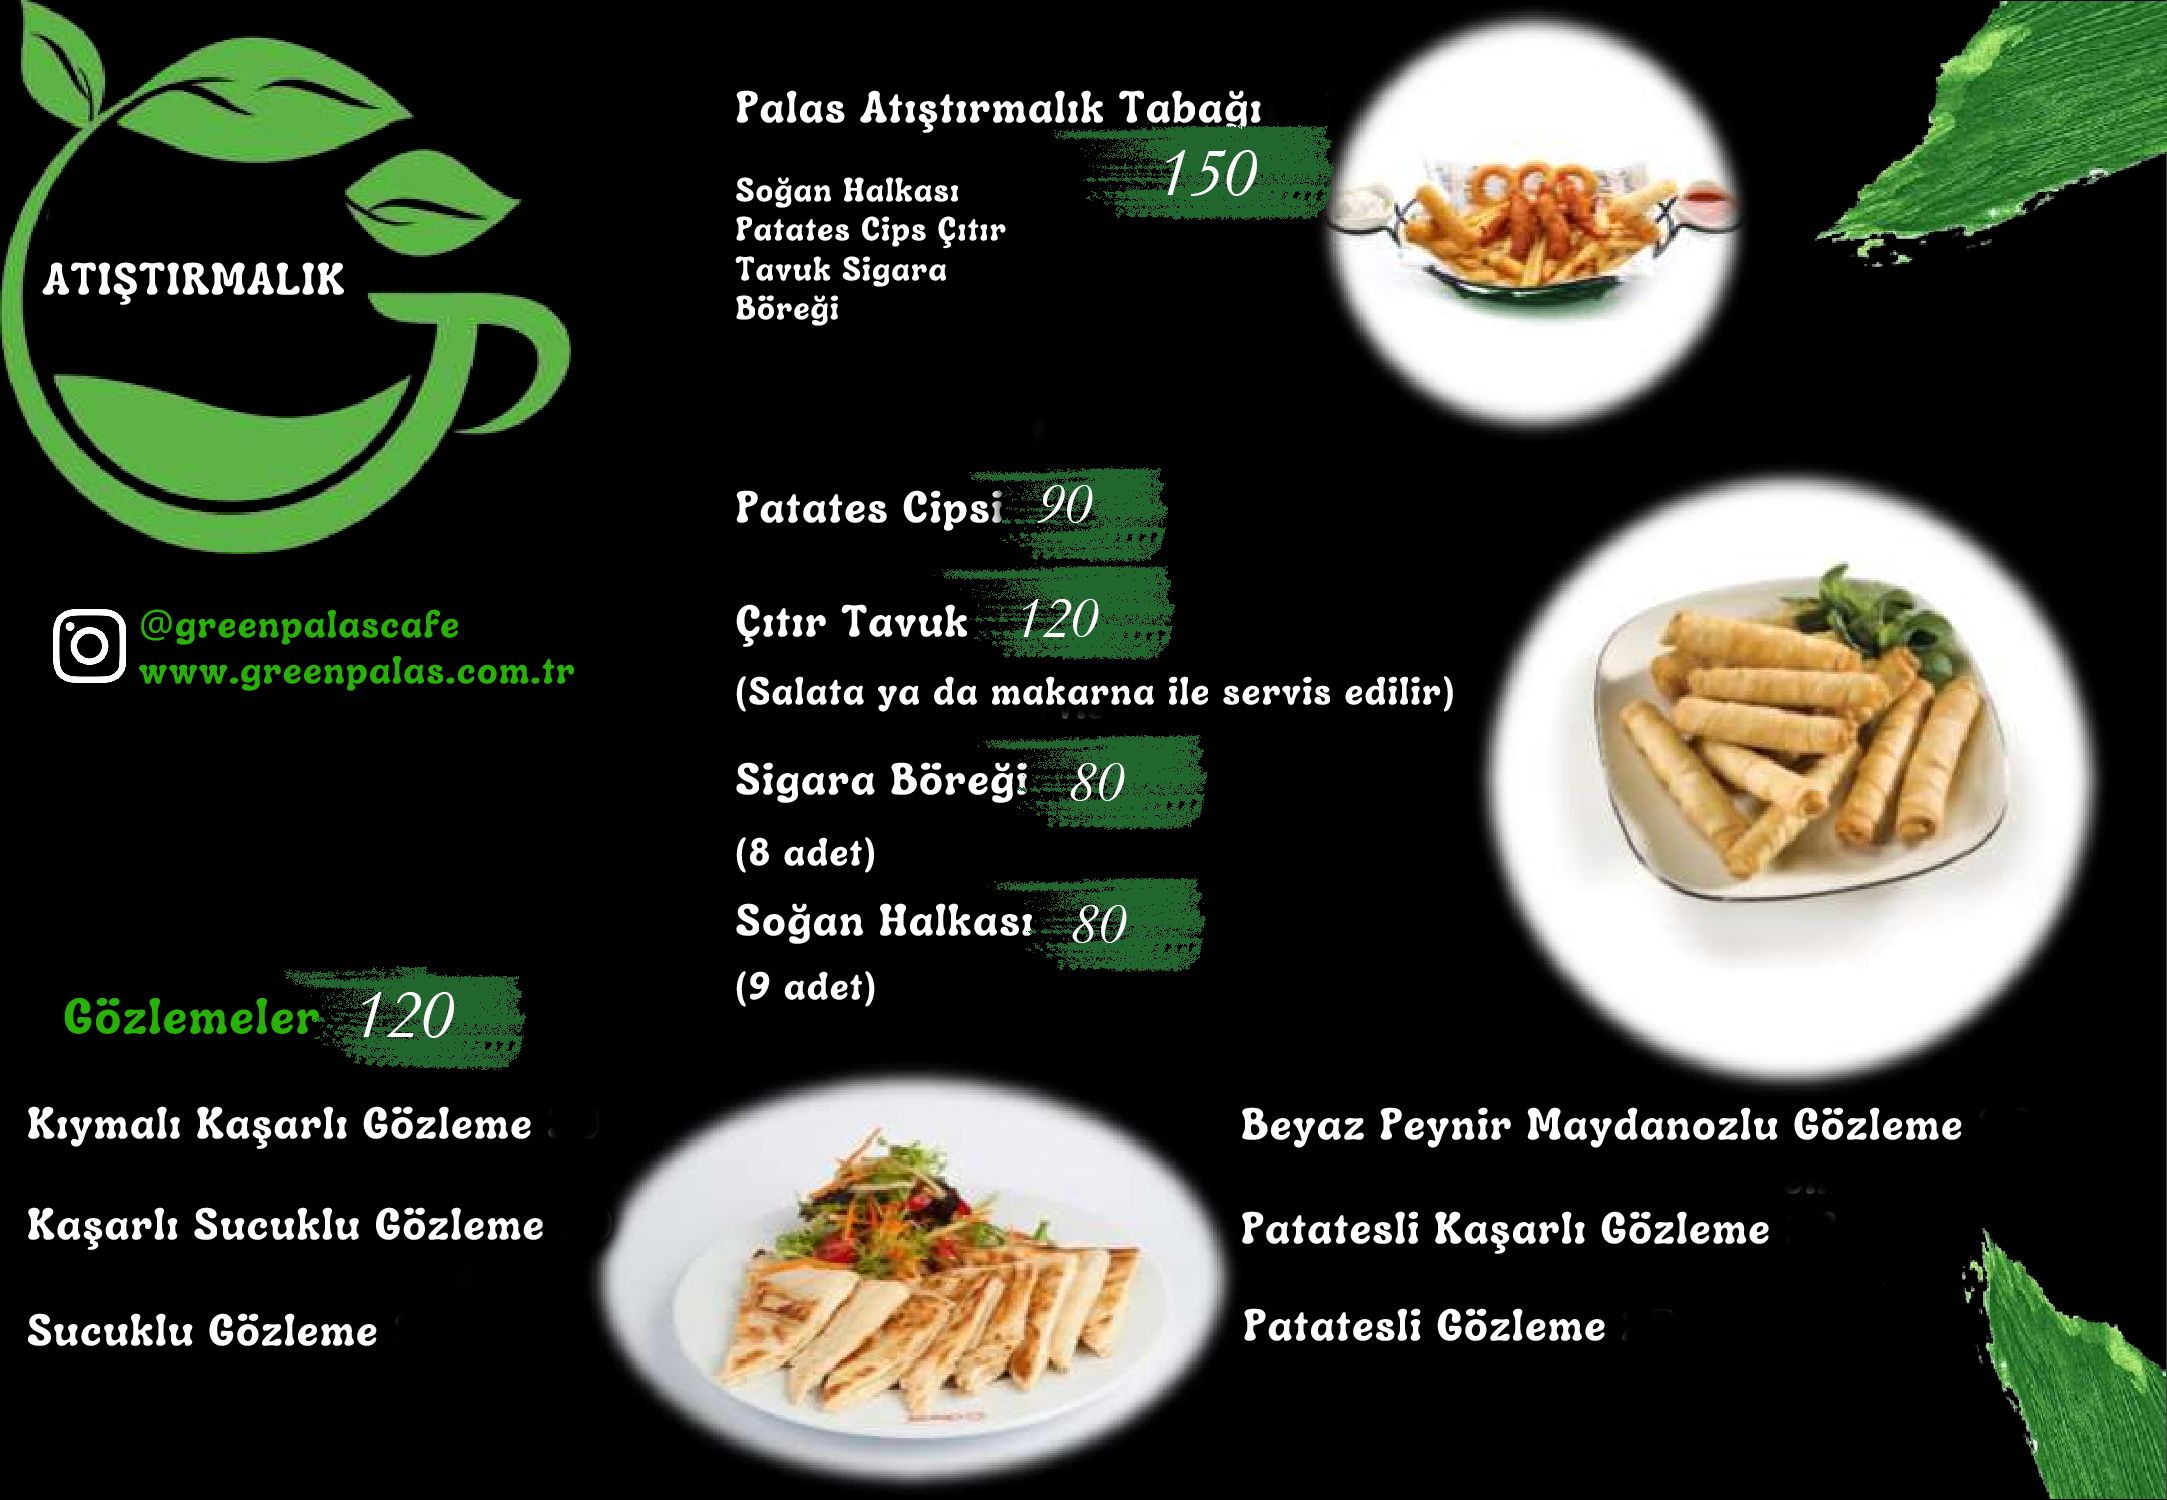 ATIŞTIRMALIK
@greenpalascafe
www.greenpalas.com.tr
Palas Atıştırmalık Tabağı
150
Soğan Halkası
Patates Cips Çıtır
Tavuk Sigara
Böreği
Patates Cipsi 90
Çıtır Tavuk 120
(Salata ya da makarna ile servis edilir)
Sigara Böreği 80
(8 adet)
Soğan Halkası 80
(9 adet)
Gözlemeler 120
Kıymalı Kaşarlı Gözleme
Kaşarlı Sucuklu Gözleme
Sucuklu Gözleme
Beyaz Peynir Maydanozlu Gözleme
Patatesli Kaşarlı Gözleme
Patatesli Gözleme